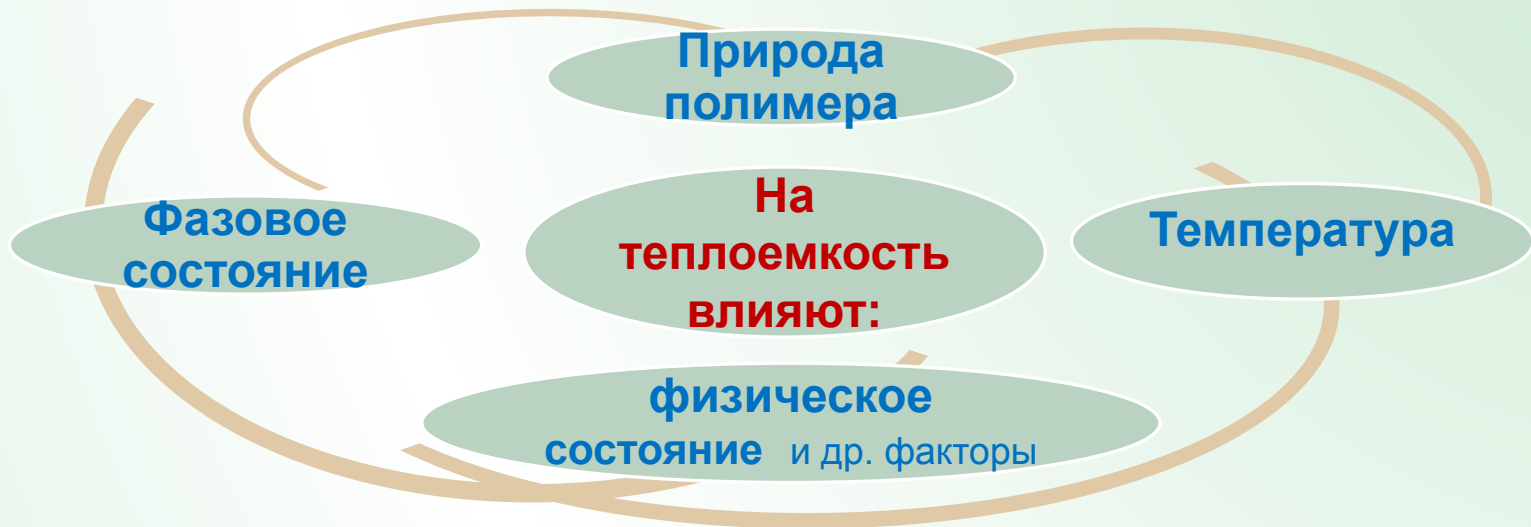 Природа
полимера
На
теплоемкость
влияют:
Фазовое
состояние
Температура
физическое
состояние и др. факторы